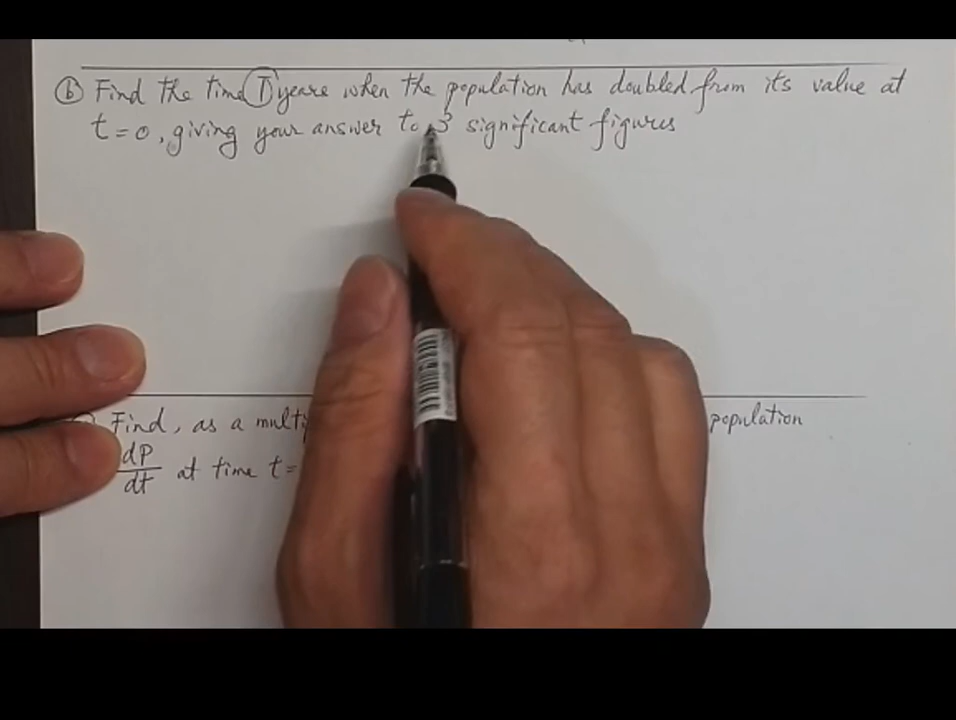 ⓑ Find the time T years when the population has doubled from its value at
t = 0, giving your answer to 3 significant figures
Find, as a population
dP
dt
at time t =